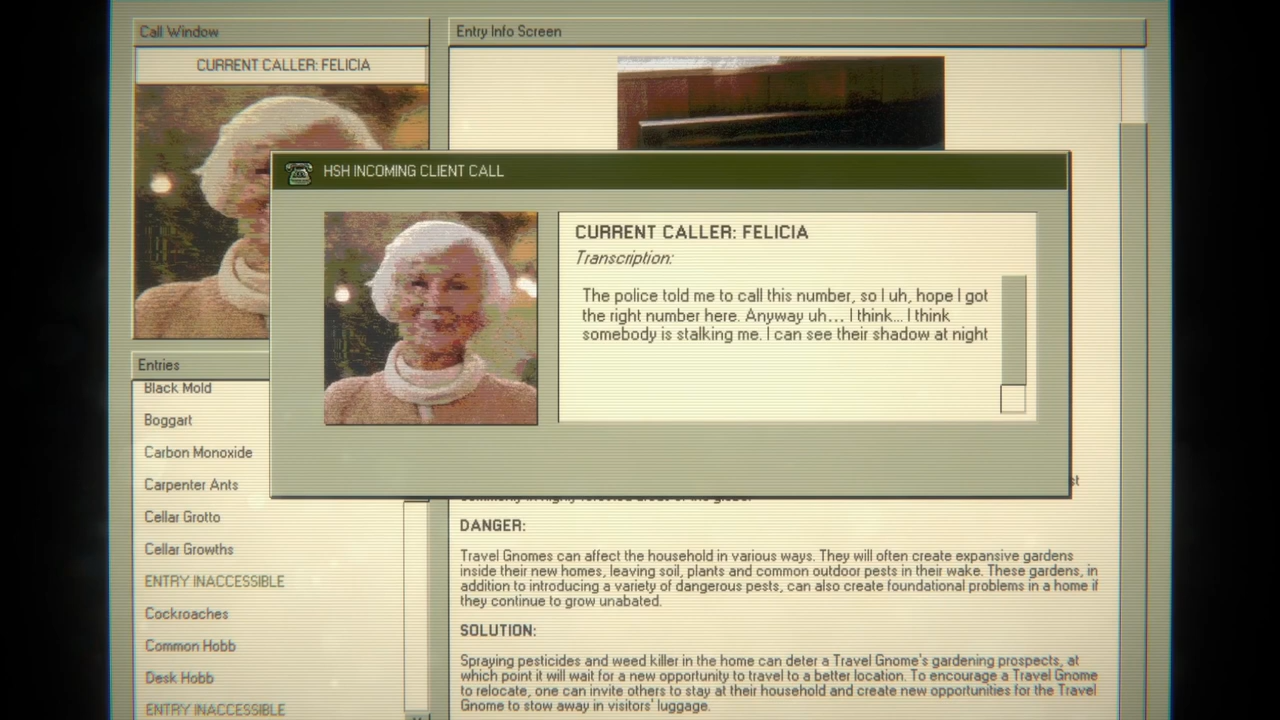 Call Window
CURRENT CALLER: FELICIA
Entry Info Screen
HSH INCOMING CLIENT CALL
CURRENT CALLER: FELICIA
Transcription:
The police told me to call this number, so I uh, hope I got
the right number here. Anyway uh... I think... I think
somebody is stalking me. I can see their shadow at night
Entries
Black Mold
Boggart
Carbon Monoxide
Carpenter Ants
Cellar Grotto
Cellar Growths
ENTRY INACCESSIBLE
Cockroaches
Common Hobb
Desk Hobb
ENTRY INACCESSIBLE
DANGER:
Travel Gnomes can affect the household in various ways. They will often create expansive gardens
inside their new homes, leaving soil, plants and common outdoor pests in their wake. These gardens, in
addition to introducing a variety of dangerous pests, can also create foundational problems in a home if
they continue to grow unabated.
SOLUTION:
Spraying pesticides and weed killer in the home can deter a Travel Gnome's gardening prospects, at
which point it will wait for a new opportunity to travel to a better location. To encourage a Travel Gnome
to relocate, one can invite others to stay at their household and create new opportunities for the Travel
Gnome to stow away in visitors' luggage.